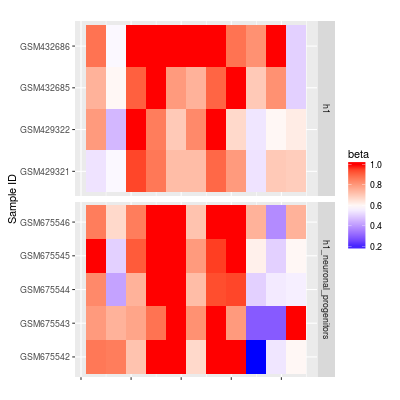 GSM432686
GSM432685
GSM429322
GSM429321
h1
GSM675546
GSM675545
GSM675544
GSM675543
GSM675542
h1_neuronal_progenitors
Sample ID
beta
1.0
0.8
0.6
0.4
0.2